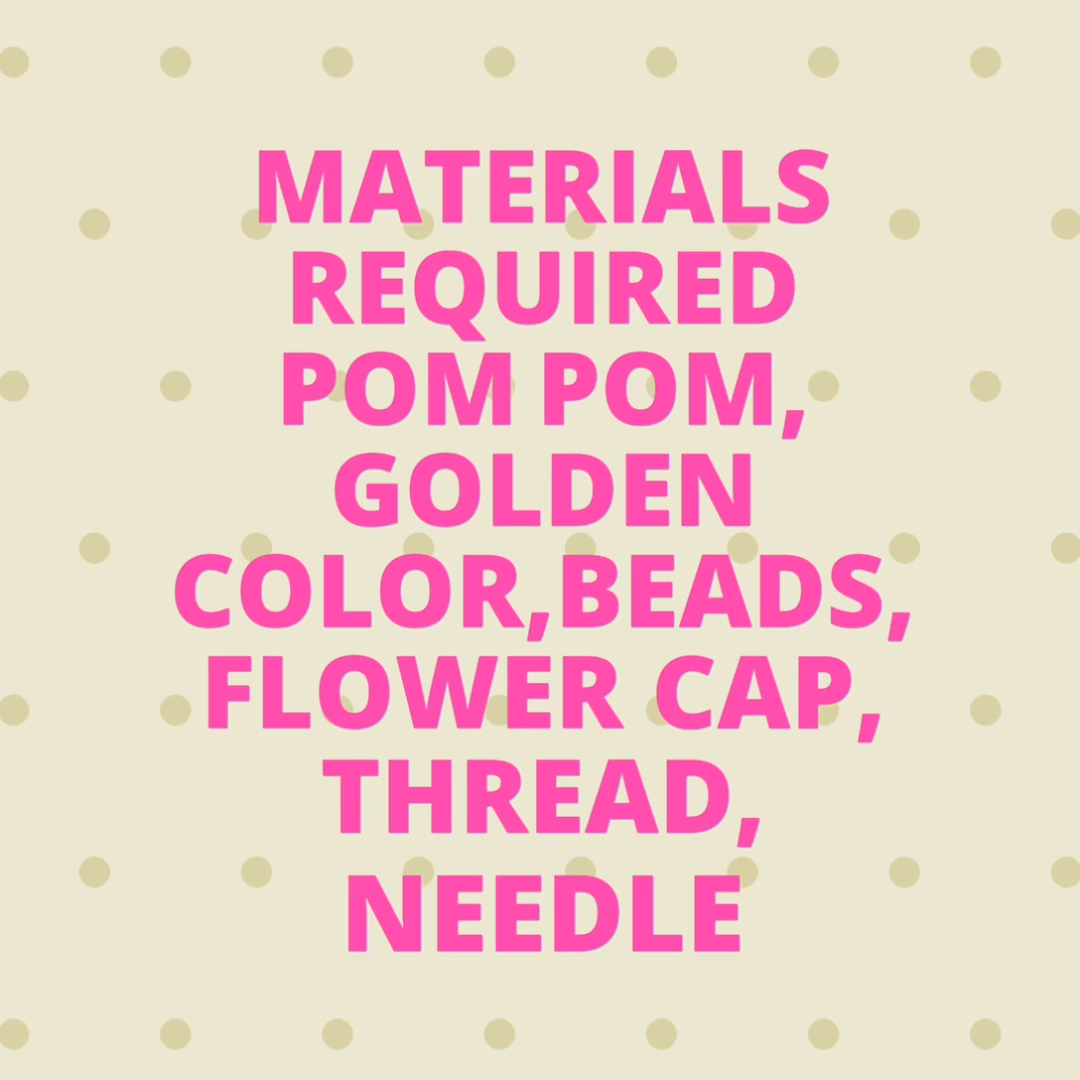 MATERIALS
REQUIRED
POM POM,
GOLDEN
COLOR,BEADS,
FLOWER CAP,
THREAD,
NEEDLE